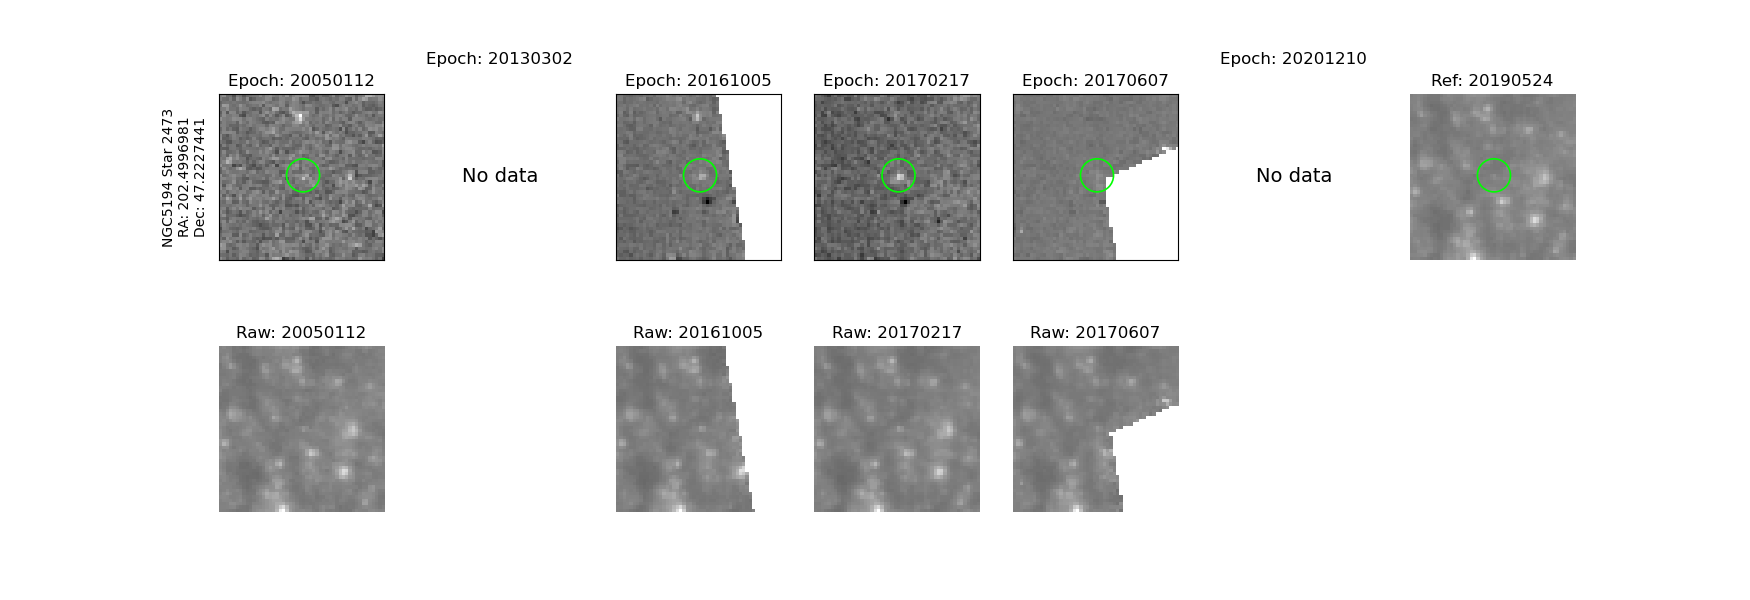 Epoch: 20130302
Epoch: 20201210
Epoch: 20050112
Epoch: 20161005
Epoch: 20170217
Epoch: 20170607
Ref: 20190524
NGC5194 Star 2473
RA: 202.4996981
Dec: 47.2227441
No data
No data
Raw: 20050112
Raw: 20161005
Raw: 20170217
Raw: 20170607